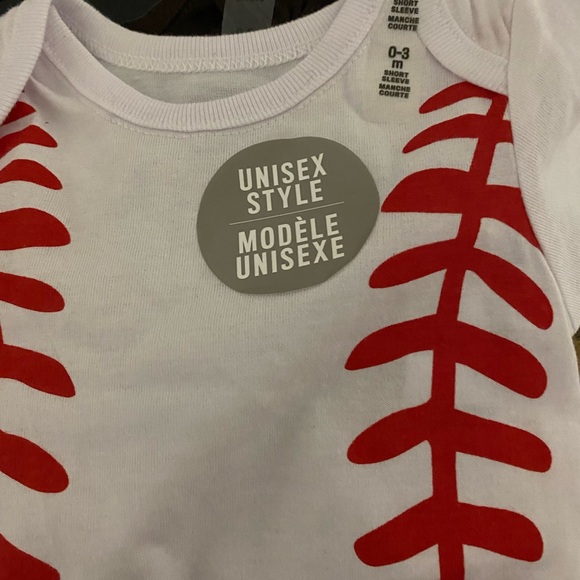 SHORT
SLEEVE
MANCHE
COURTE
0-3
m
SHORT
SLEEVE
MANCHE
COURTE
UNISEX
STYLE
MODÈLE
UNISEXE